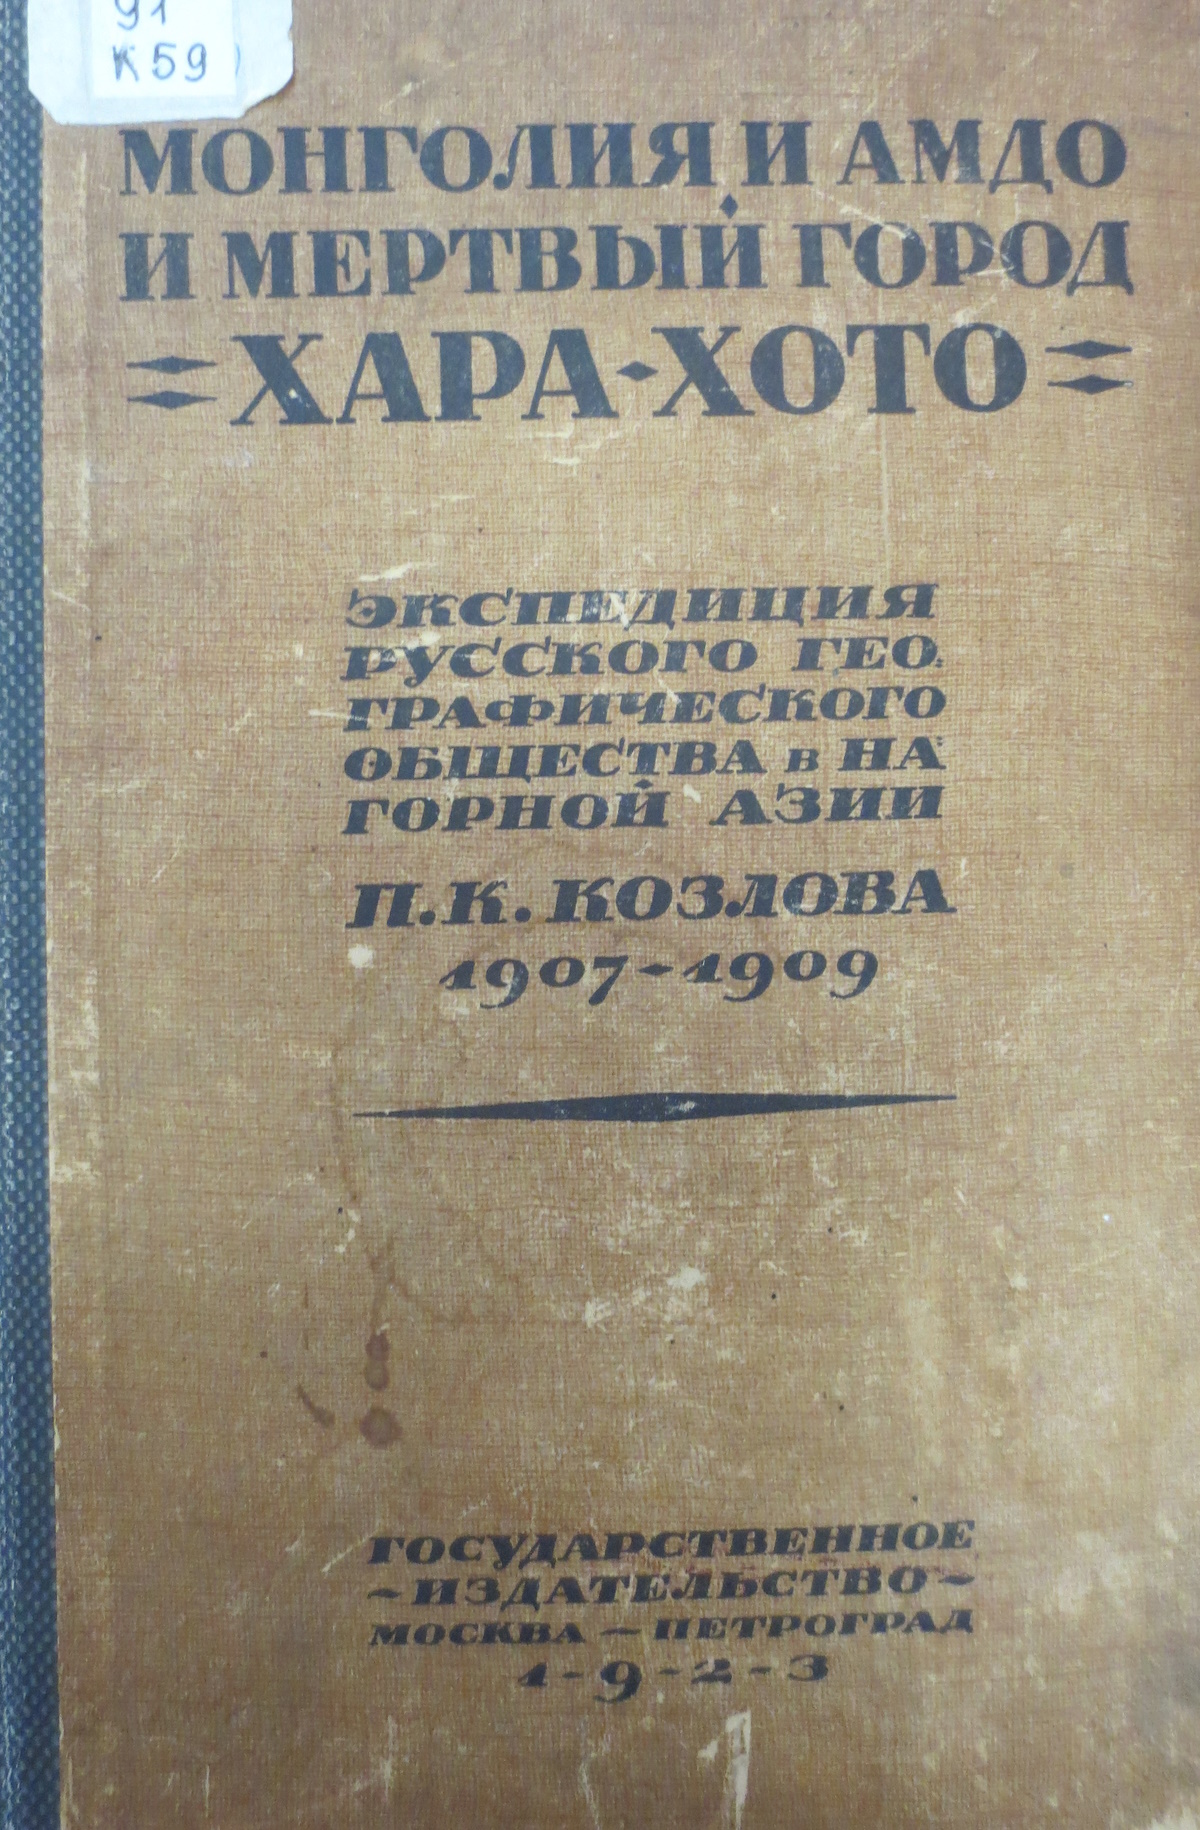 91
К 59
МОНГОЛИЯ И АМДО
И МЕРТВЫЙ ГОРОД
ХАРА-ХОТО
ЭКСПЕДИЦИЯ
РУССКОГО ГЕО-
ГРАФИЧЕСКОГО
ОБЩЕСТВА в НА-
ГОРНОЙ АЗИИ
П. К. КОЗЛОВА
1907-1909
ГОСУДАРСТВЕННОЕ
~ИЗДАТЕЛЬСТВО~
МОСКВА — ПЕТРОГРАД
1-9-2-3